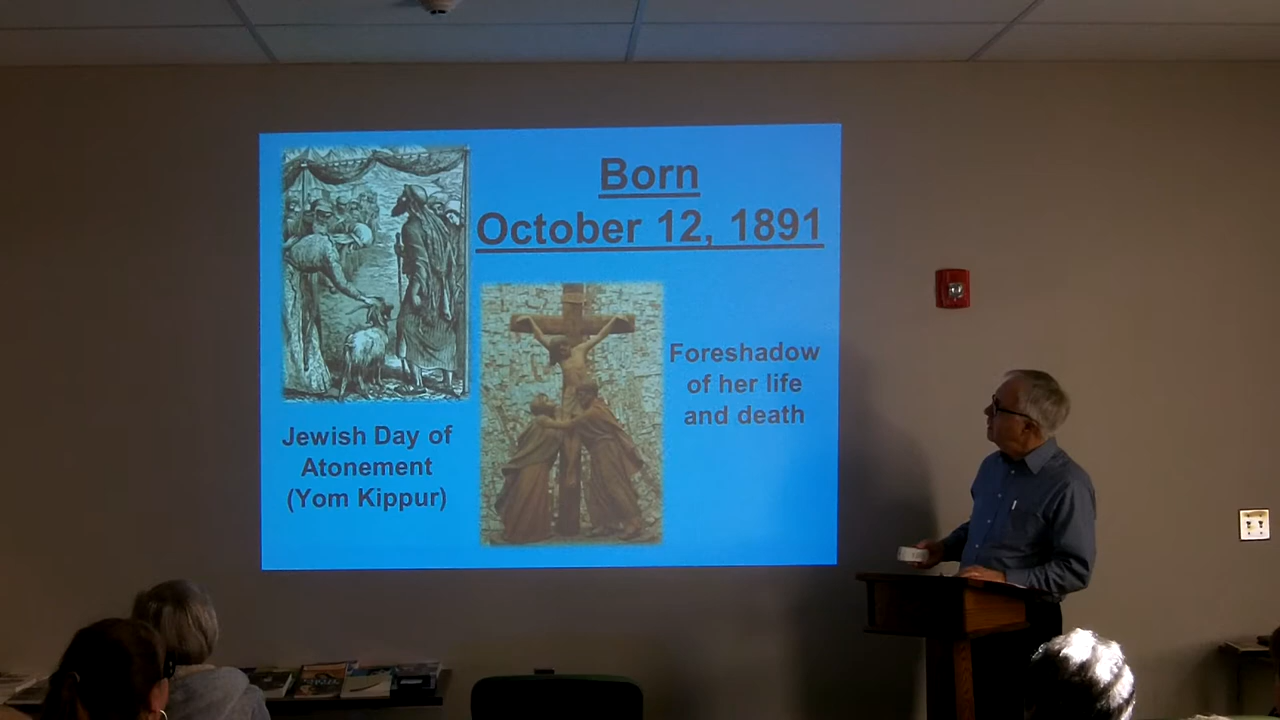 Born
October 12, 1891
Jewish Day of
Atonement
(Yom Kippur)
Foreshadow
of her life
and death